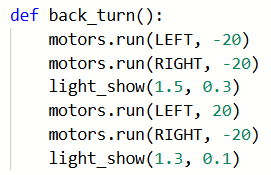 def back_turn():
    motors.run(LEFT, -20)
    motors.run(RIGHT, -20)
    light_show(1.5, 0.3)
    motors.run(LEFT, 20)
    motors.run(RIGHT, -20)
    light_show(1.3, 0.1)